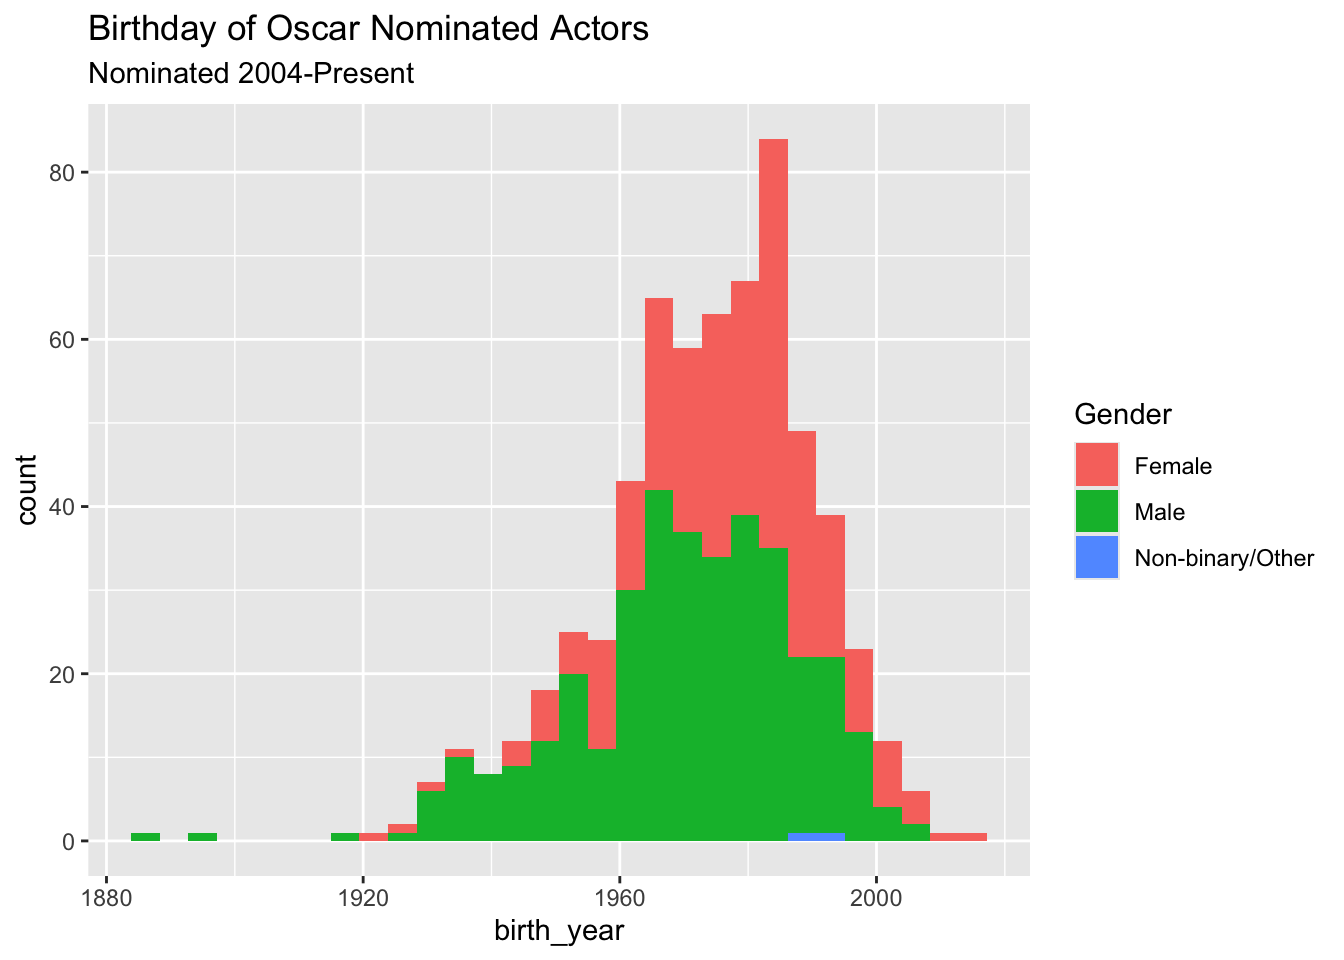 Birthday of Oscar Nominated Actors
Nominated 2004-Present
80
60
40
20
0
count
1880
1920
1960
2000
birth_year
Gender
Female
Male
Non-binary/Other